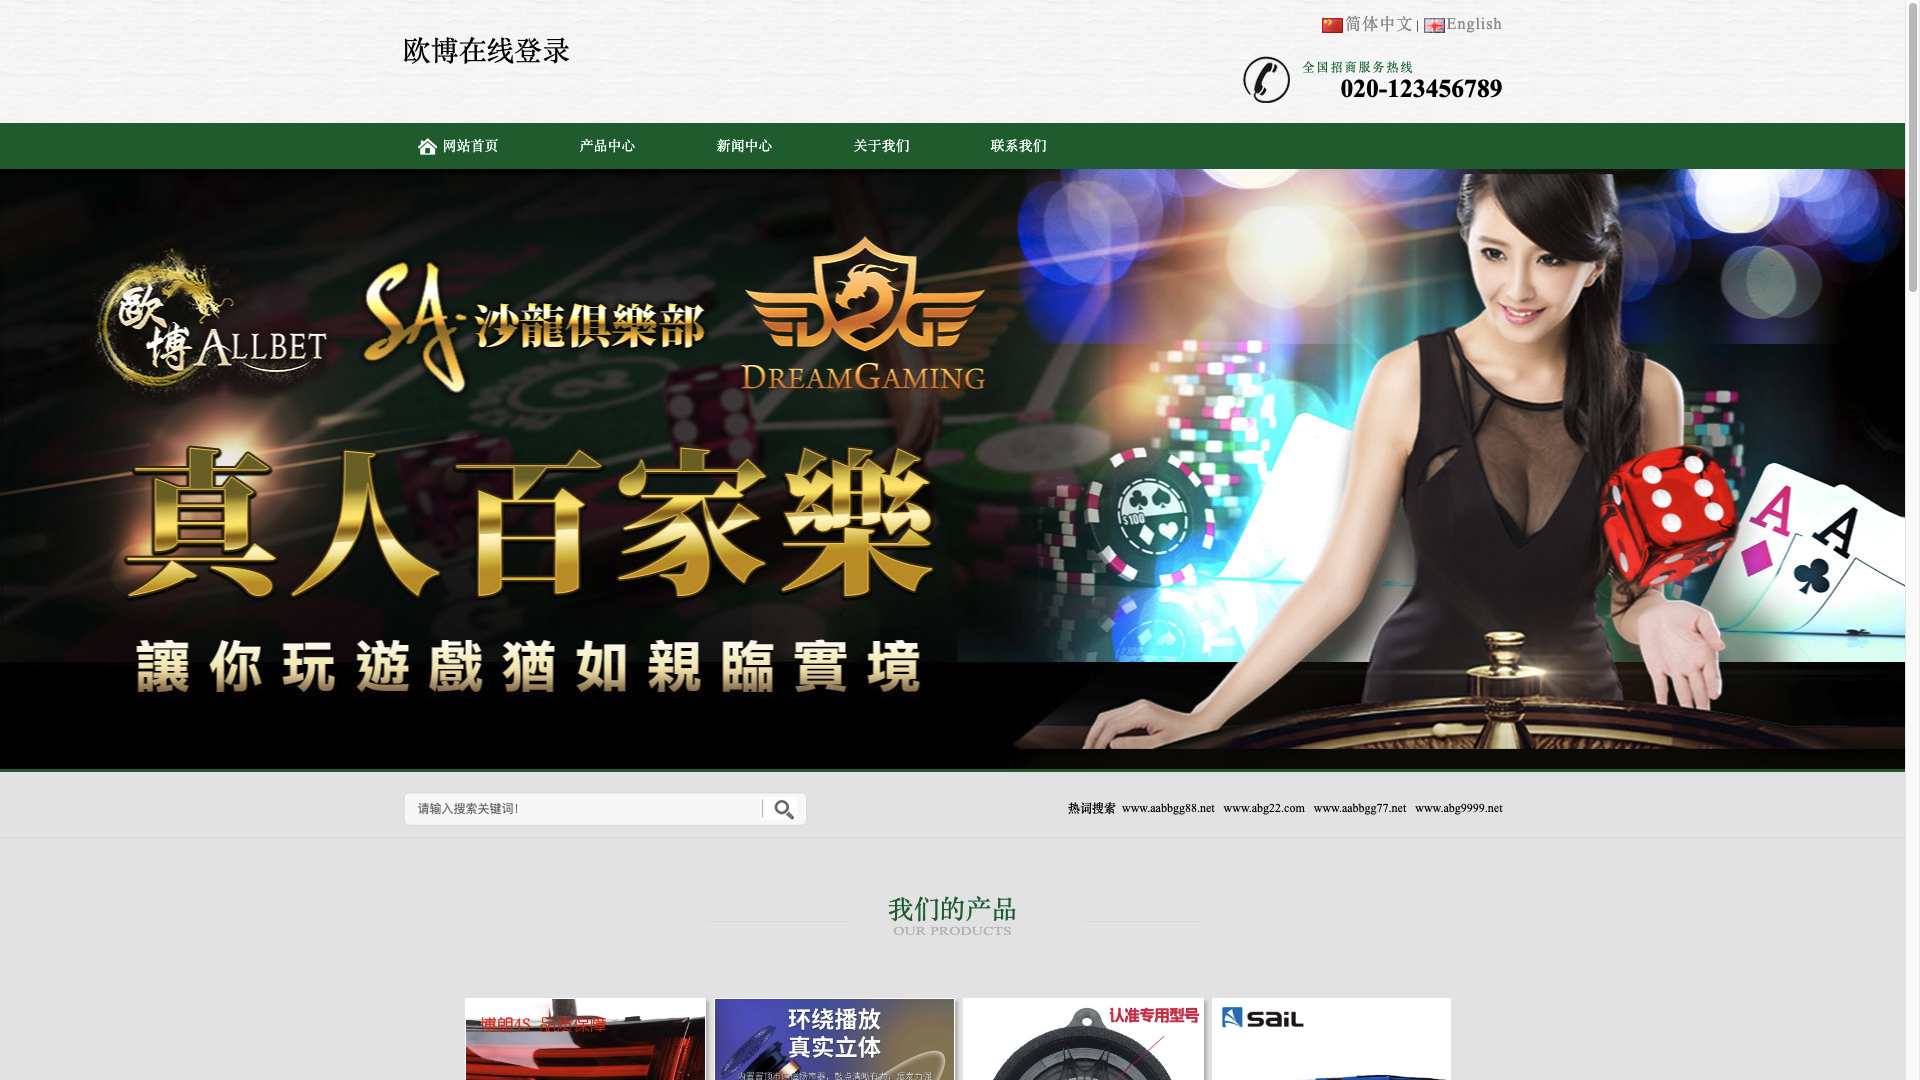 简体中文 | English
欧博在线登录
全国招商服务热线
020-123456789
网站首页 产品中心 新闻中心 关于我们 联系我们
歐博 ALLBET
SA 沙龍俱樂部
DREAMGAMING
真人百家樂
讓你玩遊戲猶如親臨實境
$100
A
A
请输入搜索关键词!
热词搜索 www.aabbgg88.net www.abg22.com www.aabbgg77.net www.abg9999.net
我们的产品
OUR PRODUCTS
博朗4S 品质保障
环绕播放
真实立体
认准专用型号
SAIL